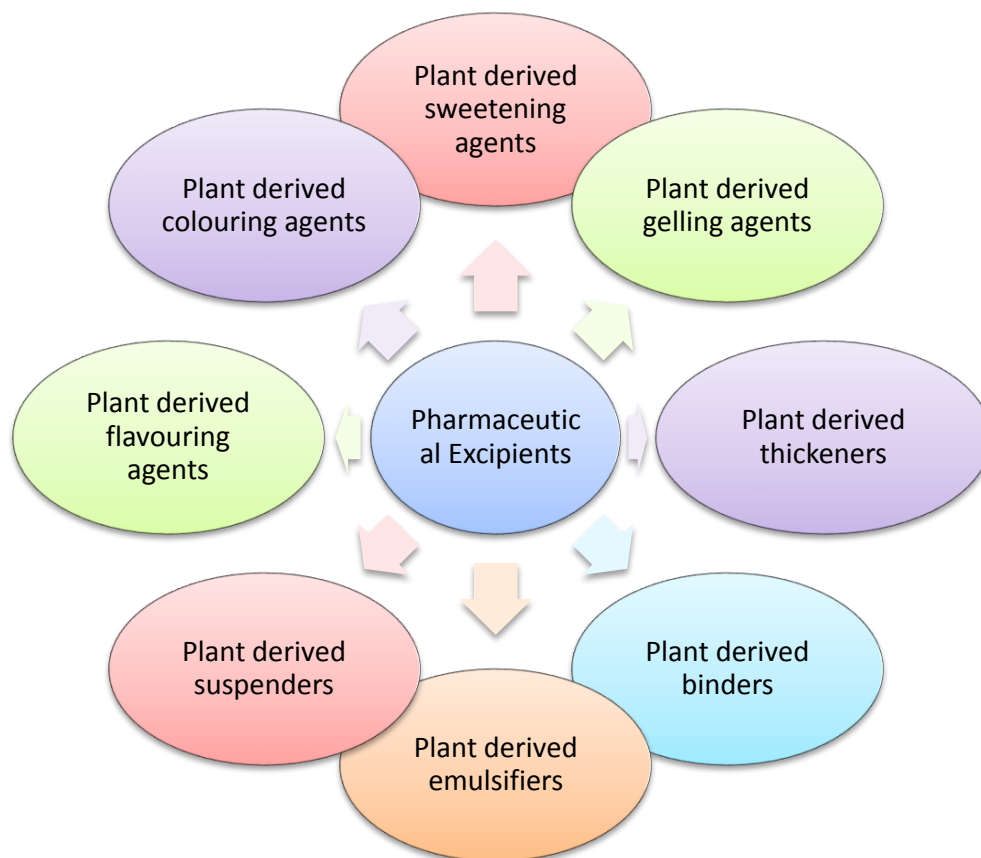 Plant derived
sweetening
agents
Plant derived
colouring agents
Plant derived
gelling agents
Plant derived
flavouring
agents
Pharmaceutic
al Excipients
Plant derived
thickeners
Plant derived
suspenders
Plant derived
binders
Plant derived
emulsifiers